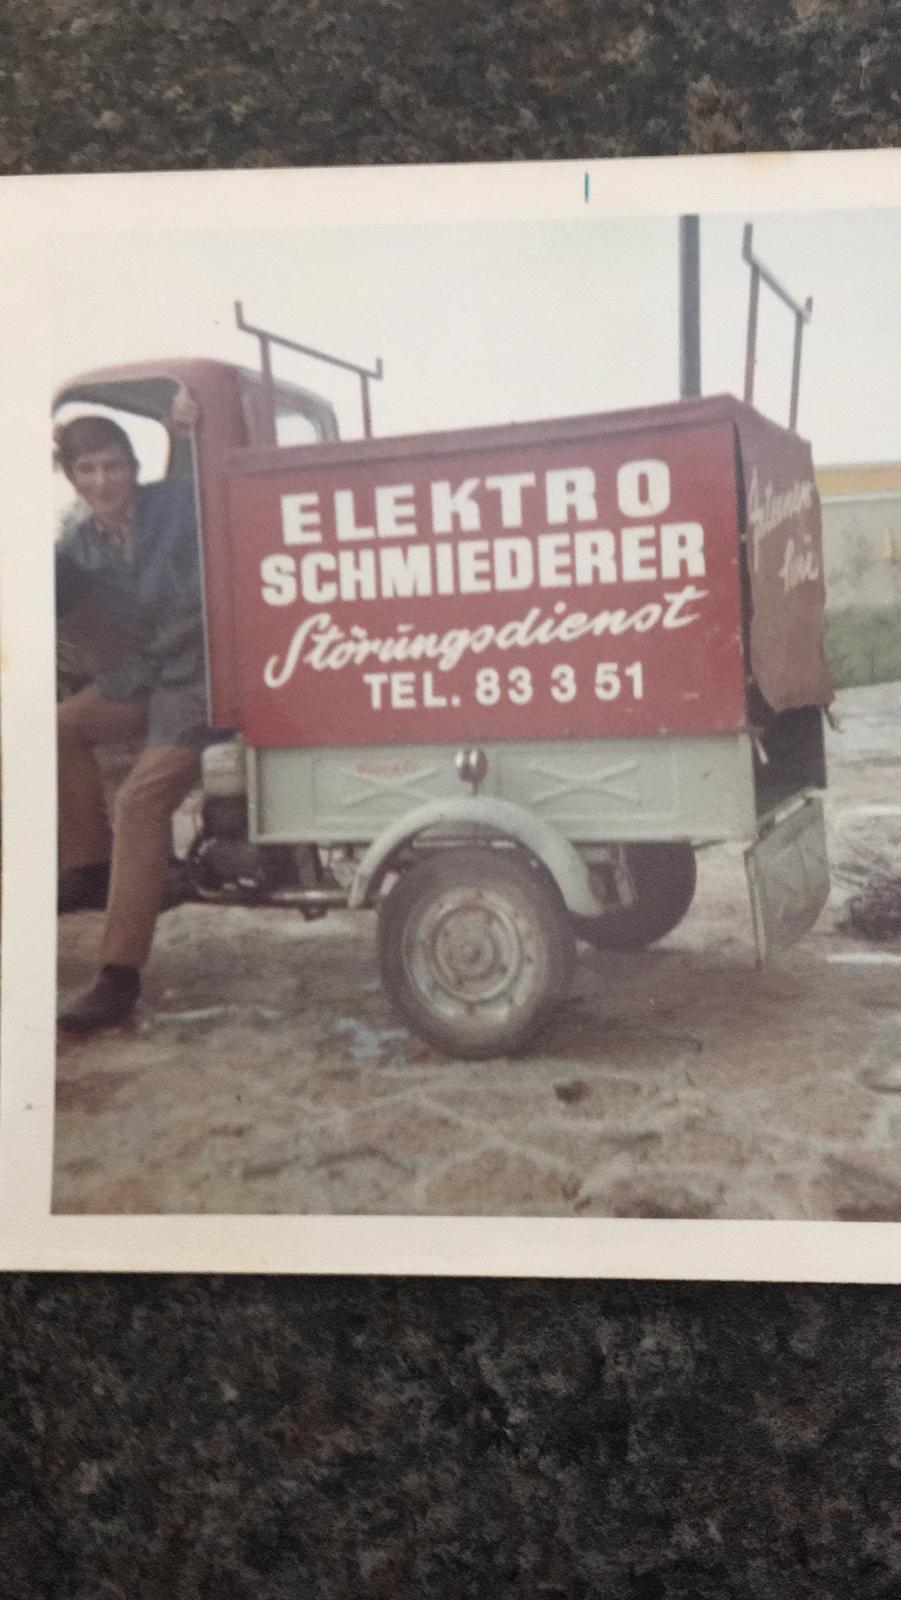 ELEKTRO
SCHMIEDERER
Störungsdienst
TEL. 83 3 51